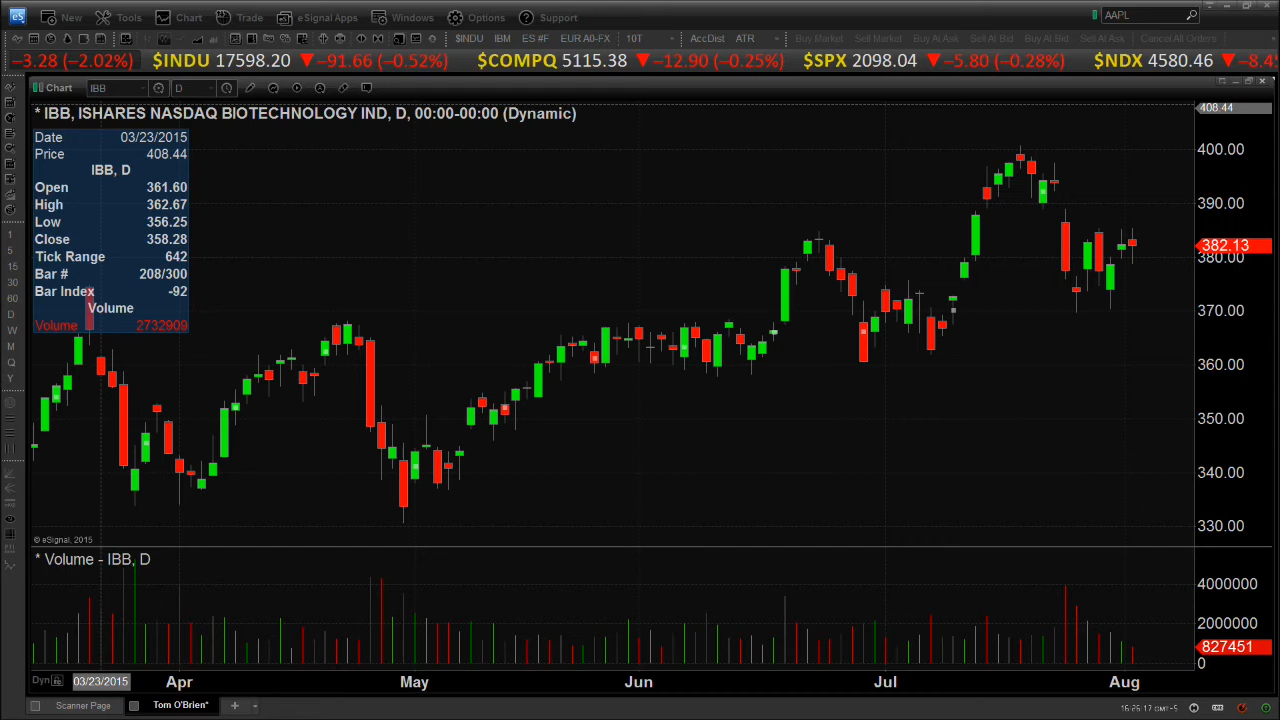 eS New Tools Chart Trade eSignal Apps Windows Options Support AAPL
$INDU IBM ES #F EUR A0-FX 10T AccDist ATR Buy Market Sell Market Buy At Ask Sell At Bid Buy At Bid Sell At Ask Cancel All Orders
-3.28 (-2.02%) $INDU 17598.20 ▼ -91.66 (-0.52%) $COMPQ 5115.38 ▼ -12.90 (-0.25%) $SPX 2098.04 ▼ -5.80 (-0.28%) $NDX 4580.46 ▼ -8.4
Chart IBB D
* IBB, ISHARES NASDAQ BIOTECHNOLOGY IND, D, 00:00-00:00 (Dynamic)
408.44
Date 03/23/2015
Price 408.44
IBB, D
Open 361.60
High 362.67
Low 356.25
Close 358.28
Tick Range 642
Bar # 208/300
Bar Index -92
Volume
Volume 2732909
400.00
390.00
382.13
380.00
370.00
360.00
350.00
340.00
330.00
1
5
15
30
60
D
W
M
Q
Y
© eSignal, 2015
* Volume - IBB, D
4000000
2000000
827451
0
Dyn 03/23/2015 Apr May Jun Jul Aug
Scanner Page Tom O'Brien* +
16:26:17 GMT-5